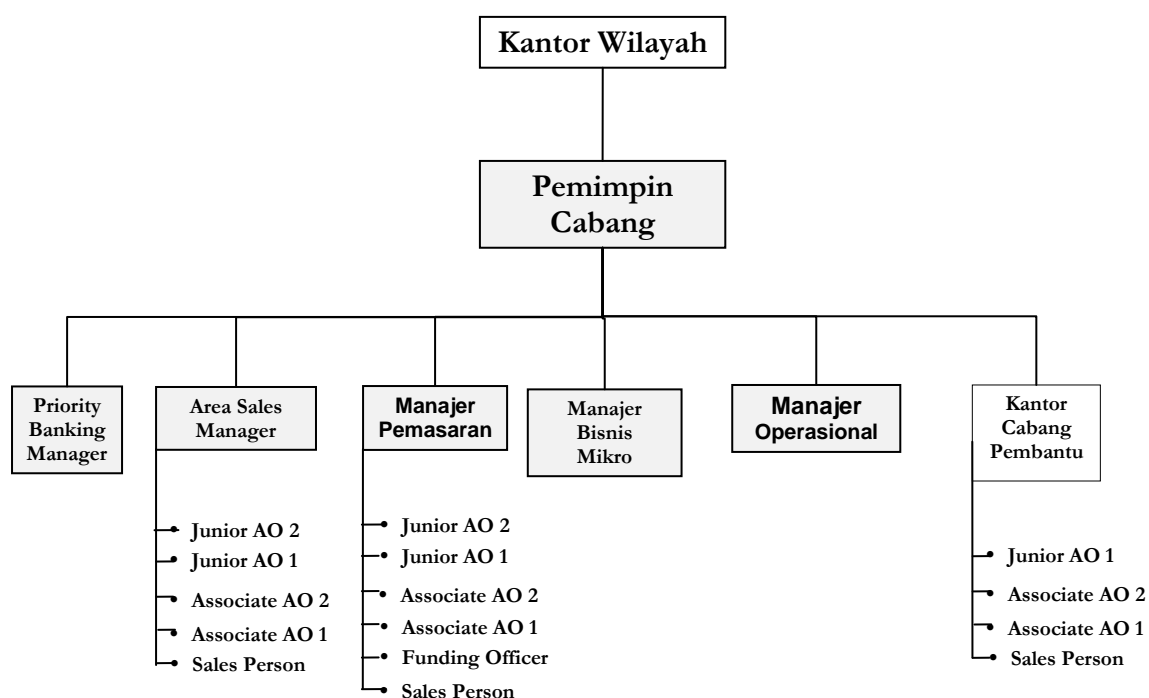 Kantor Wilayah
Pemimpin
Cabang
Priority
Banking
Manager
Area Sales
Manager
Manajer
Pemasaran
Manajer
Bisnis
Mikro
Manajer
Operasional
Kantor
Cabang
Pembantu
Junior AO 2
Junior AO 1
Associate AO 2
Associate AO 1
Sales Person
Junior AO 2
Junior AO 1
Associate AO 2
Associate AO 1
Funding Officer
Sales Person
Junior AO 1
Associate AO 2
Associate AO 1
Sales Person